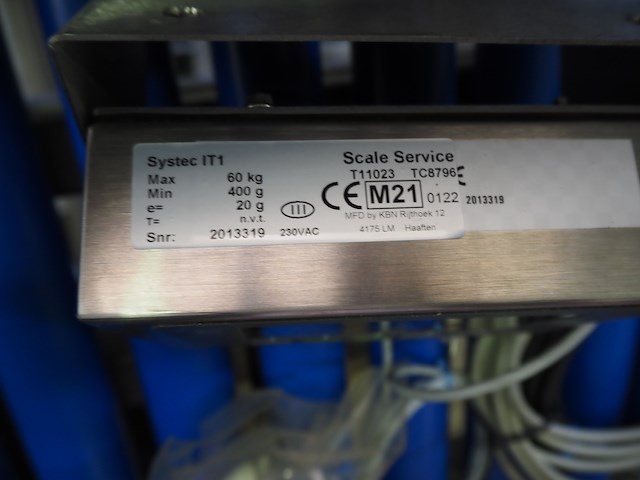 Systec IT1
Max 60 kg
Min 400 g
e= 20 g
T= n.v.t.
Snr: 2013319
III
230VAC
Scale Service
T11023 TC8796
CE M21 0122
MFD by KBN Rijthoek 12
4175 LM Haaften
2013319